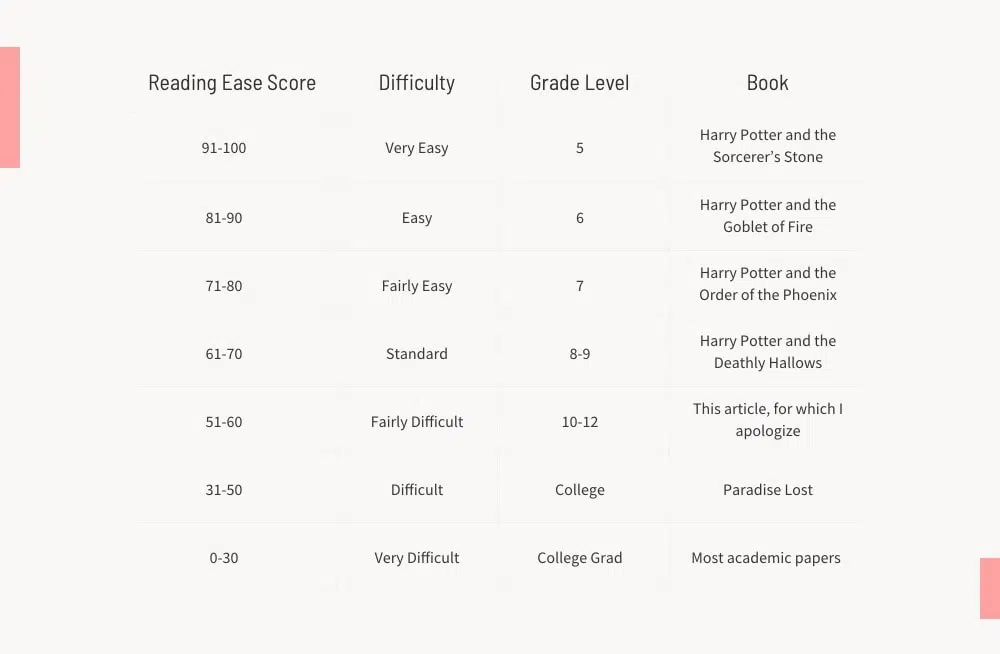 Reading Ease Score Difficulty Grade Level Book
91-100 Very Easy 5 Harry Potter and the
Sorcerer’s Stone
81-90 Easy 6 Harry Potter and the
Goblet of Fire
71-80 Fairly Easy 7 Harry Potter and the
Order of the Phoenix
61-70 Standard 8-9 Harry Potter and the
Deathly Hallows
51-60 Fairly Difficult 10-12 This article, for which I
apologize
31-50 Difficult College Paradise Lost
0-30 Very Difficult College Grad Most academic papers